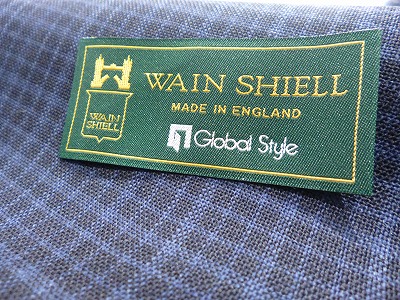 WAIN SHIELL
MADE IN ENGLAND
Global Style
WAIN
SHIELL